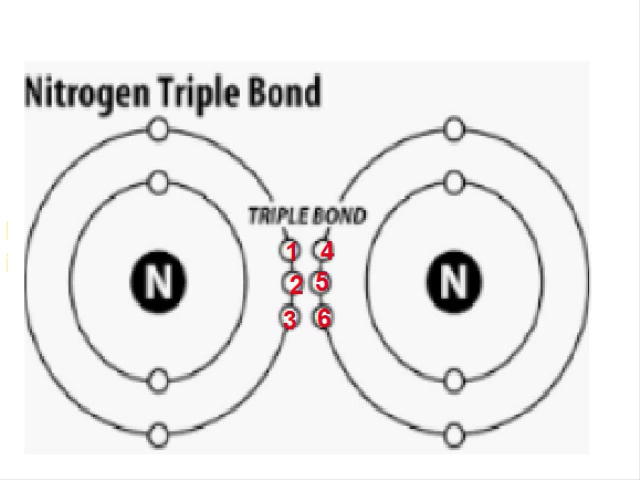 Nitrogen Triple Bond
TRIPLE BOND
1 4
N 2 5 N
3 6